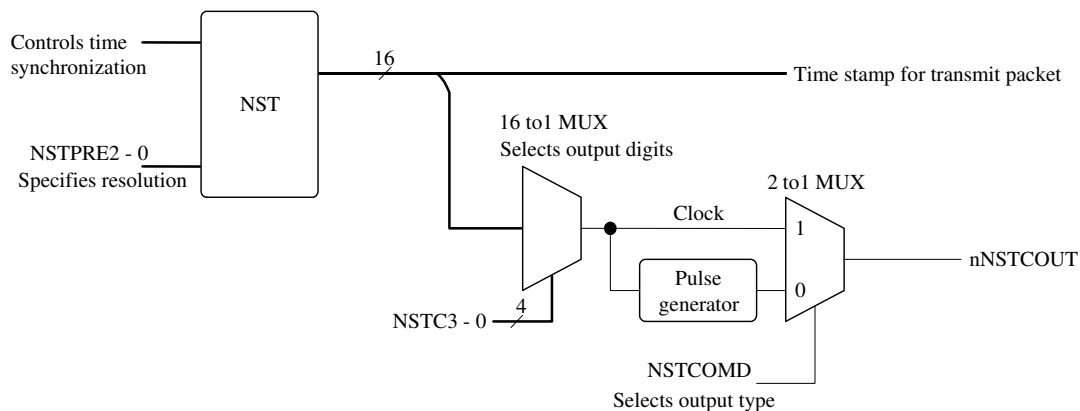 Controls time
synchronization
NST
16
Time stamp for transmit packet
NSTPRE2 - 0
Specifies resolution
16 to1 MUX
Selects output digits
2 to1 MUX
Clock
1
nNSTCOUT
Pulse
generator
0
NSTC3 - 0
4
NSTCOMD
Selects output type